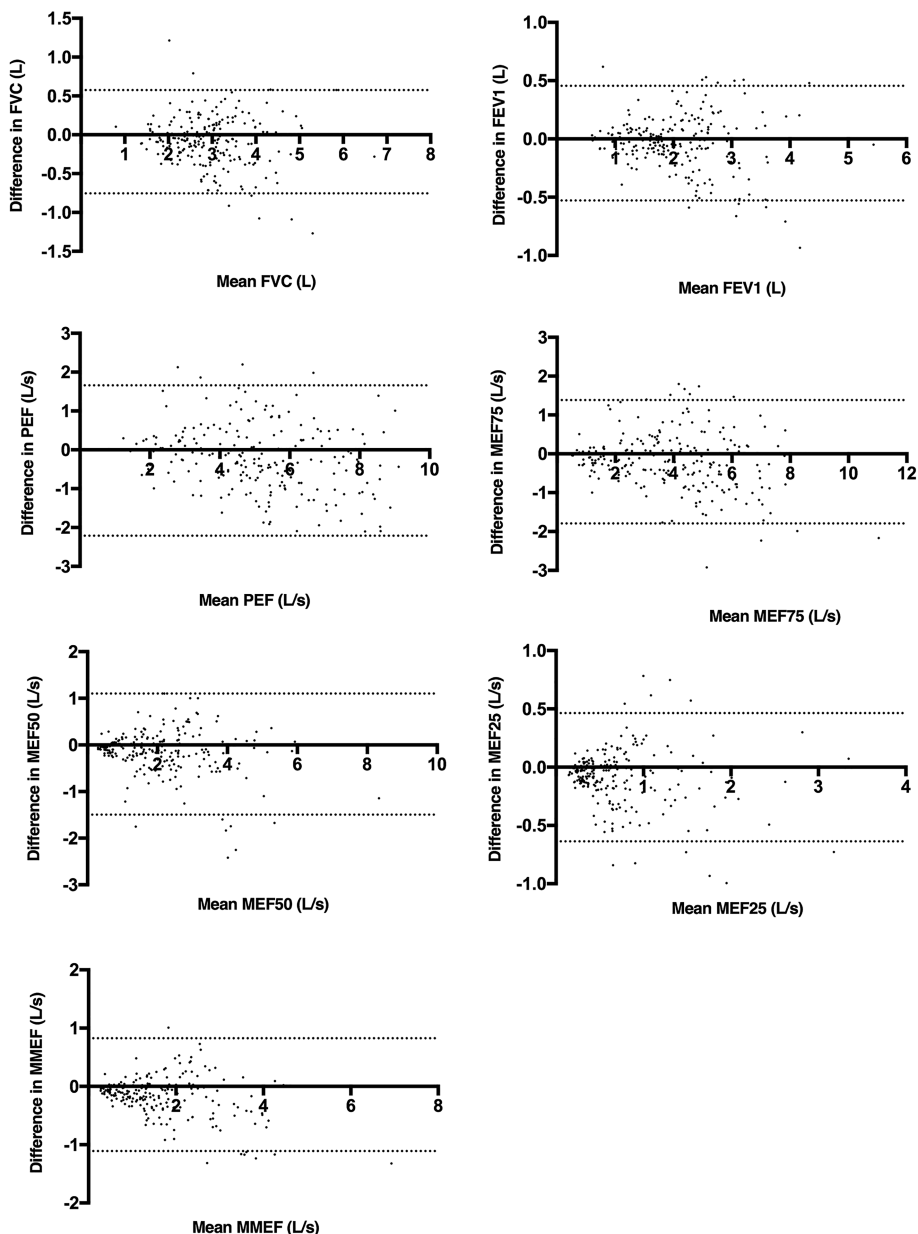 1.5
1.0
0.5
0.0
-0.5
-1.0
-1.5
1 2 3 4 5 6 7 8
Difference in FVC (L)
Mean FVC (L)
1.0
0.5
0.0
-0.5
-1.0
1 2 3 4 5 6
Difference in FEV1 (L)
Mean FEV1 (L)
3
2
1
0
-1
-2
-3
2 4 6 8 10
Difference in PEF (L/s)
Mean PEF (L/s)
3
2
1
0
-1
-2
-3
2 4 6 8 10 12
Difference in MEF75 (L/s)
Mean MEF75 (L/s)
2
1
0
-1
-2
-3
2 4 6 8 10
Difference in MEF50 (L/s)
Mean MEF50 (L/s)
1.0
0.5
0.0
-0.5
-1.0
1 2 3 4
Difference in MEF25 (L/s)
Mean MEF25 (L/s)
2
1
0
-1
-2
2 4 6 8
Difference in MMEF (L/s)
Mean MMEF (L/s)